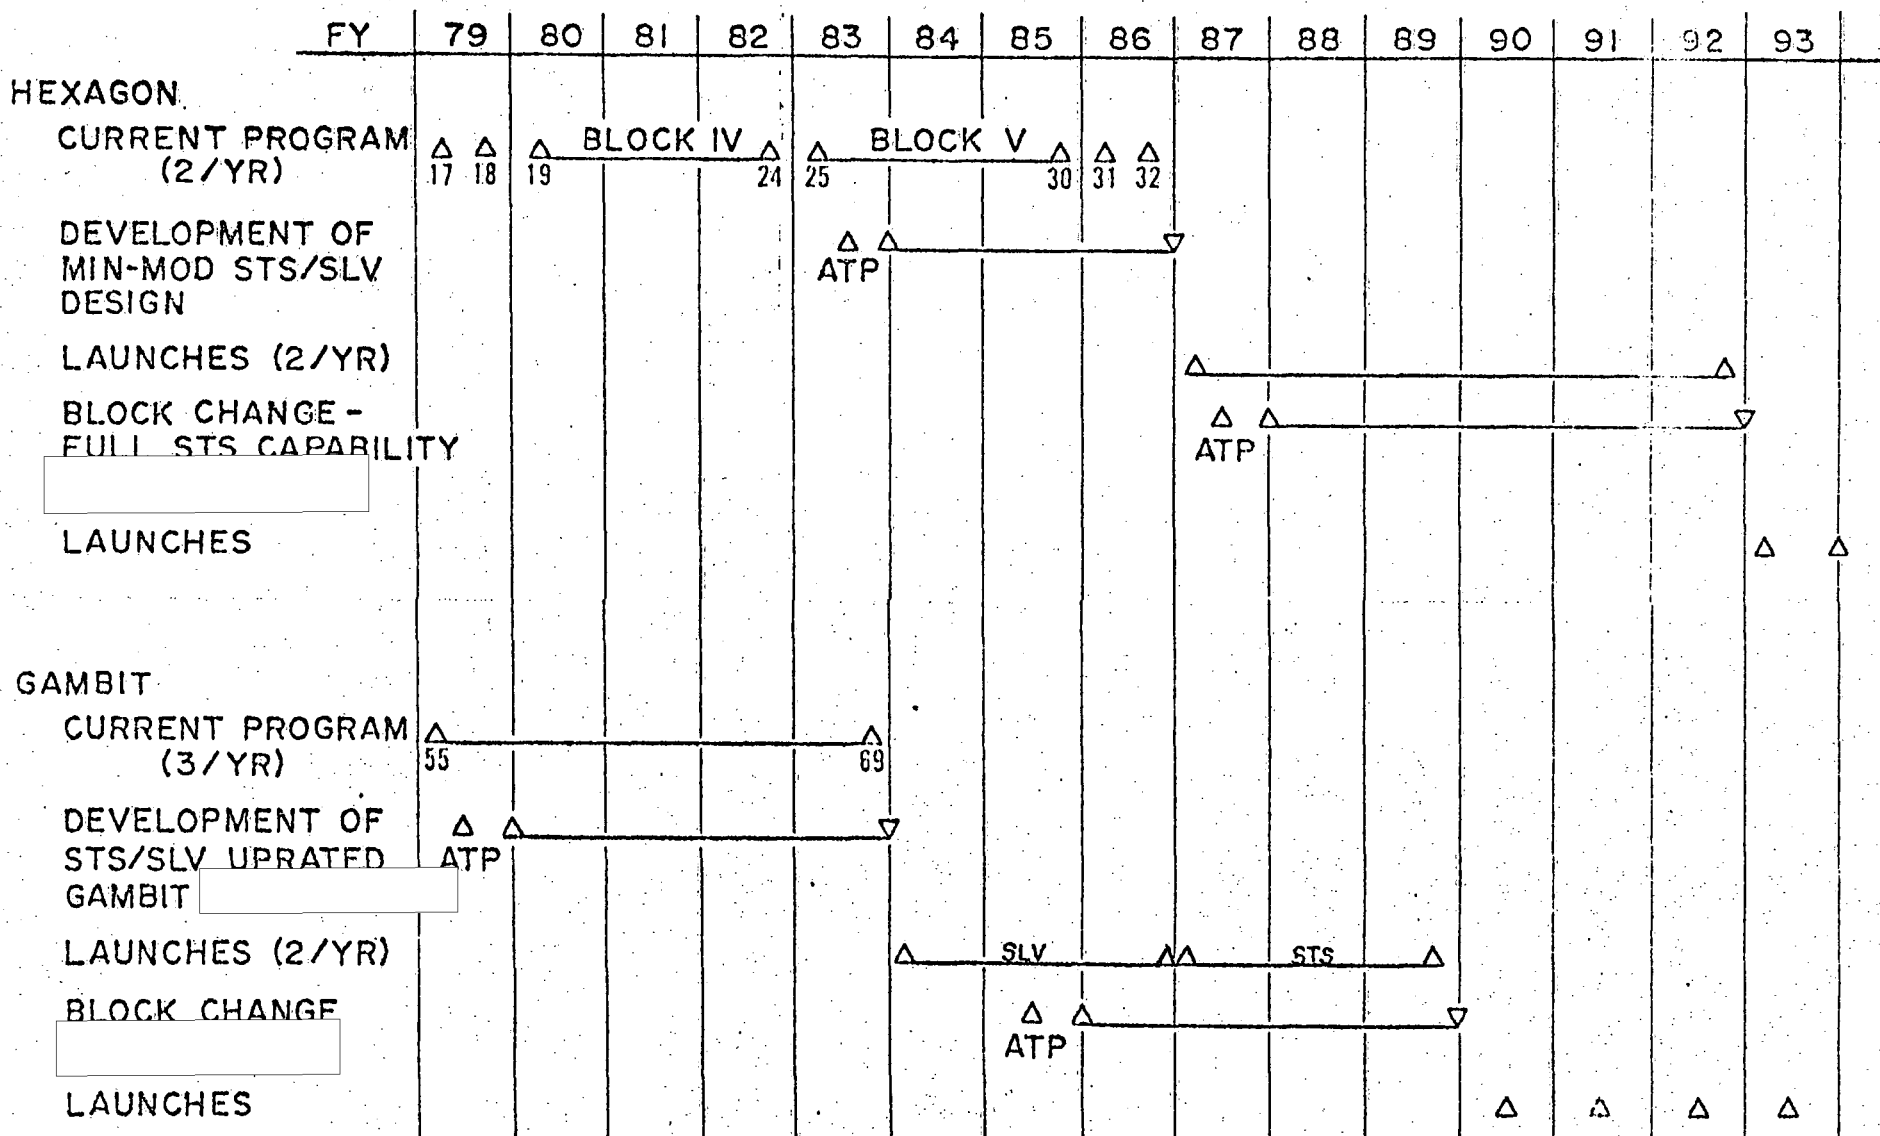 FY 79 80 81 82 83 84 85 86 87 88 89 90 91 92 93
HEXAGON
CURRENT PROGRAM BLOCK IV BLOCK V
(2/YR) 17 18 19 24 25 30 31 32
DEVELOPMENT OF
MIN-MOD STS/SLV ATP
DESIGN
LAUNCHES (2/YR)
BLOCK CHANGE -
FULL STS CAPABILITY ATP
LAUNCHES
GAMBIT
CURRENT PROGRAM
(3/YR) 55 69
DEVELOPMENT OF
STS/SLV UPRATED ATP
GAMBIT
LAUNCHES (2/YR) SLV STS
BLOCK CHANGE
ATP
LAUNCHES